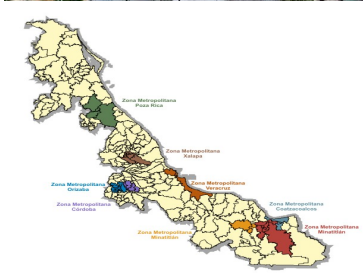 Zona Metropolitana
Poza Rica
Zona Metropolitana
Xalapa
Zona Metropolitana
Orizaba
Zona Metropolitana
Veracruz
Zona Metropolitana
Córdoba
Zona Metropolitana
Coatzacoalcos
Zona Metropolitana
Minatitlán
Zona Metropolitana
Minatitlán